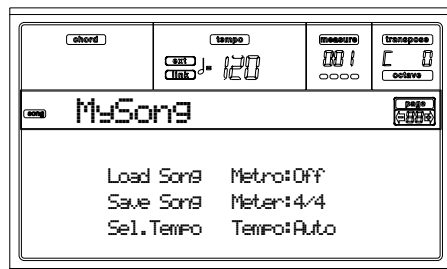 chord tempo measure transpose
ext link ♩= 120 001 C 0
octave
song MySong page
Load Song Metro:Off
Save Song Meter:4/4
Sel.Tempo Tempo:Auto